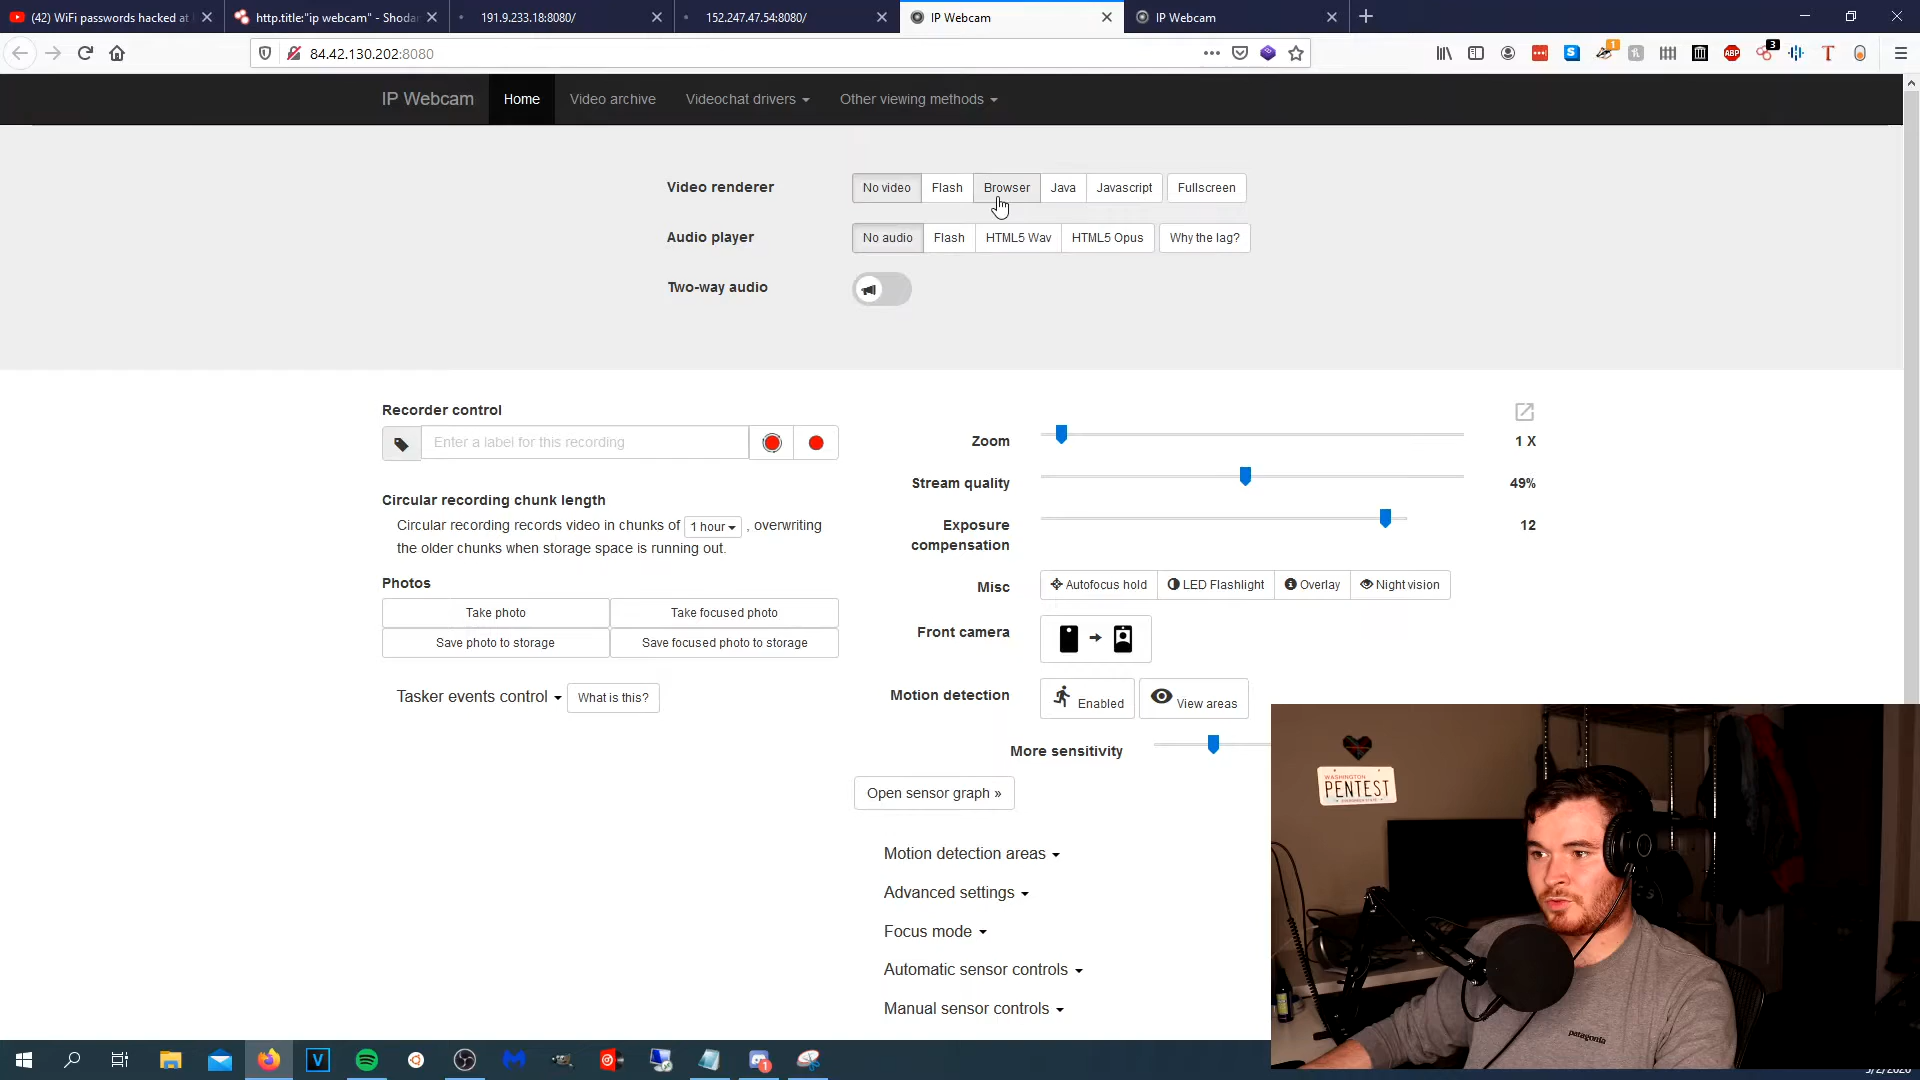 (42) WiFi passwords hacked at
http.title:"ip webcam" - Shodan
191.9.233.18:8080/
152.247.47.54:8080/
IP Webcam
IP Webcam
84.42.130.202:8080
IP Webcam
Home
Video archive
Videochat drivers
Other viewing methods
Video renderer
No video
Flash
Browser
Java
Javascript
Fullscreen
Audio player
No audio
Flash
HTML5 Wav
HTML5 Opus
Why the lag?
Two-way audio
Recorder control
Enter a label for this recording
Circular recording chunk length
Circular recording records video in chunks of 1 hour , overwriting
the older chunks when storage space is running out.
Photos
Take photo
Take focused photo
Save photo to storage
Save focused photo to storage
Tasker events control
What is this?
Zoom
1 X
Stream quality
49%
Exposure
compensation
12
Misc
Autofocus hold
LED Flashlight
Overlay
Night vision
Front camera
Motion detection
Enabled
View areas
More sensitivity
Open sensor graph »
Motion detection areas
Advanced settings
Focus mode
Automatic sensor controls
Manual sensor controls
WASHINGTON
PENTEST
patagonia
ABP
3
1
1